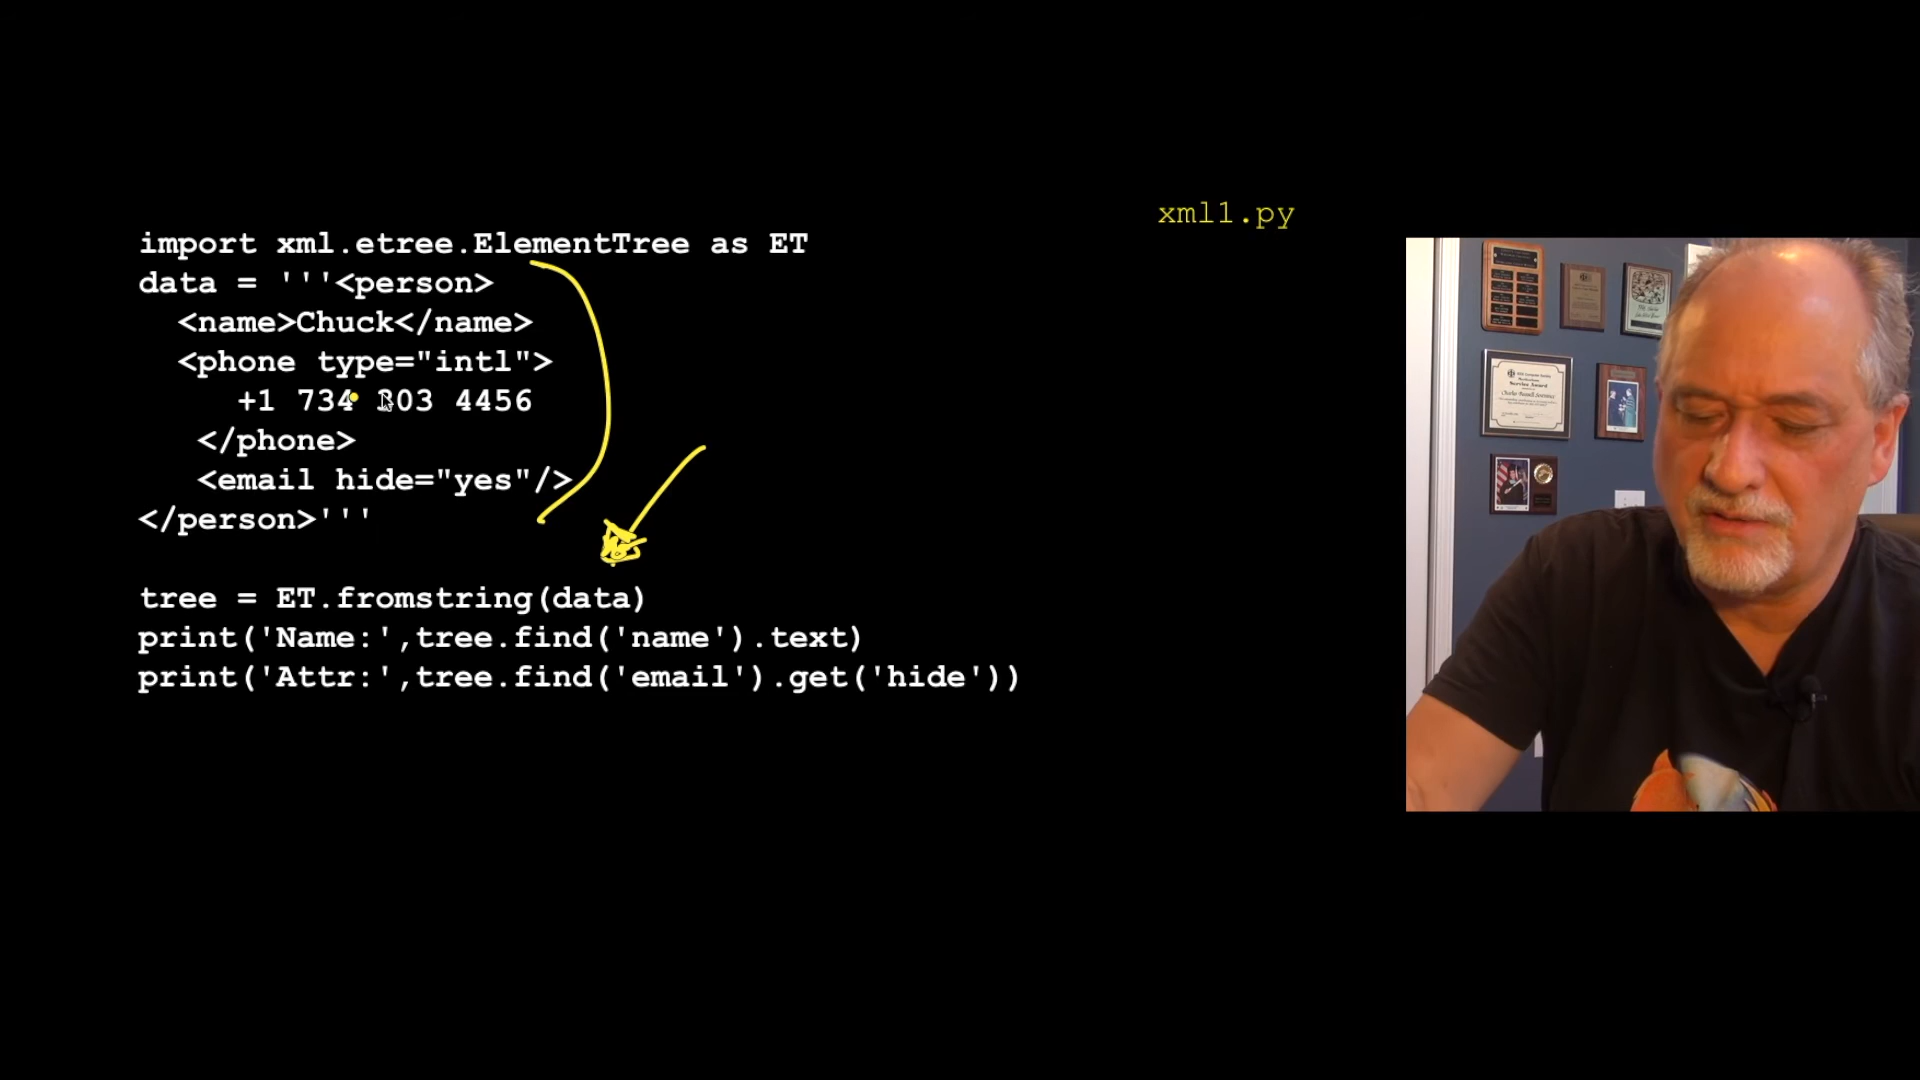 xml1.py
import xml.etree.ElementTree as ET
data = '''<person>
  <name>Chuck</name>
  <phone type="intl">
     +1 734 303 4456
   </phone>
   <email hide="yes"/>
</person>'''
tree = ET.fromstring(data)
print('Name:',tree.find('name').text)
print('Attr:',tree.find('email').get('hide'))
Service Award